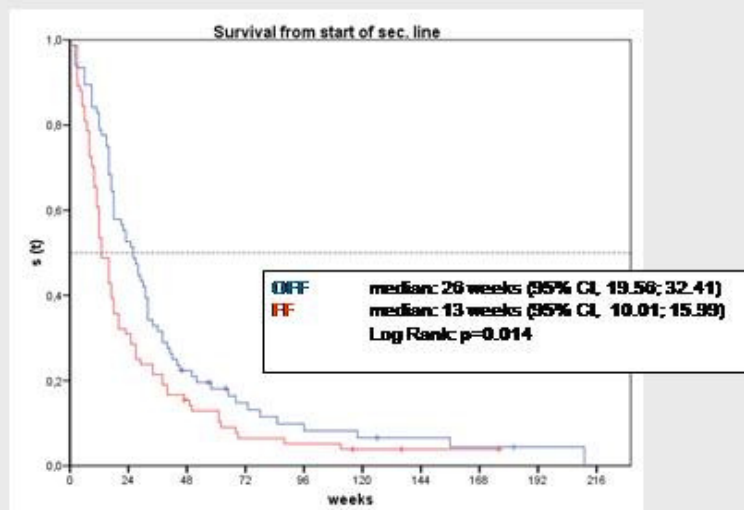 Survival from start of sec. line
1,0
0,8
0,6
0,4
0,2
0,0
s (t)
OFF median: 26 weeks (95% CI, 19.56; 32.41)
FF median: 13 weeks (95% CI, 10.01; 15.99)
Log Rank: p=0.014
0 24 48 72 96 120 144 168 192 216
weeks